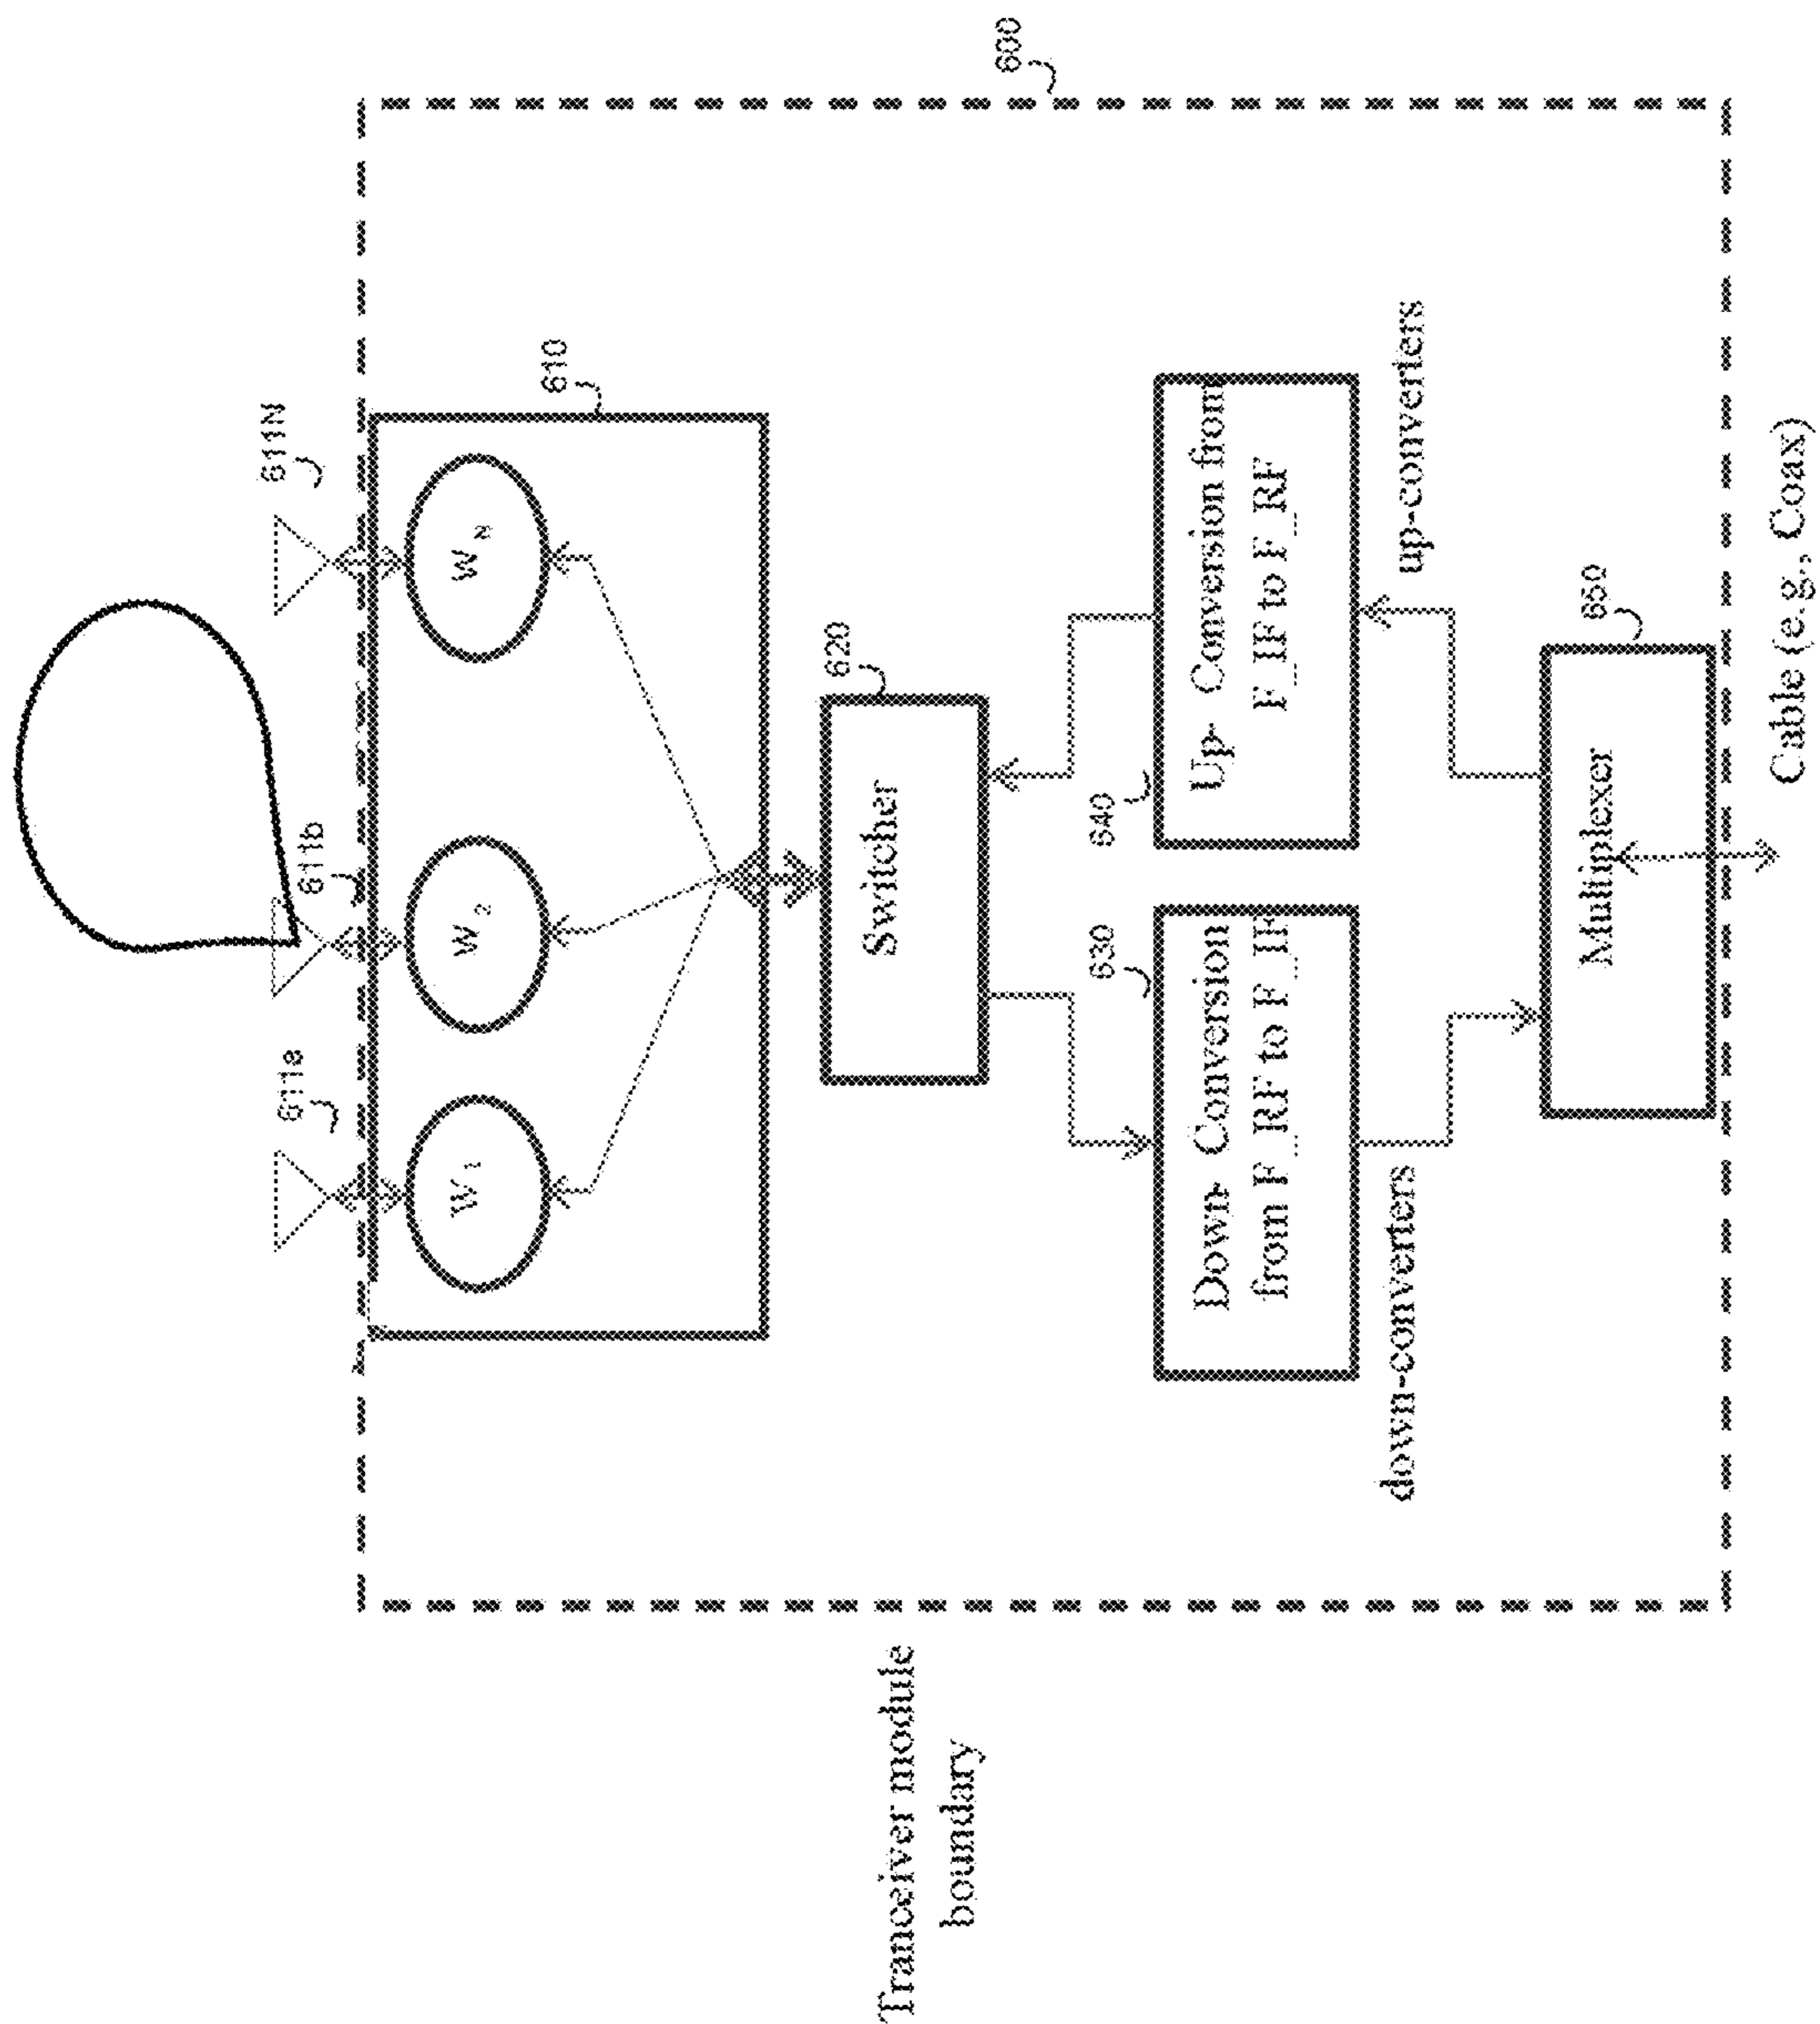 611a
611b
611N
W 1
W 2
W N
610
600
Switcher
620
Tranceiver module
boundary
630
640
Down- Conversion
from F_RF to F_IF
Up- Conversion from
F_IF to F_RF
down-converters
up-converters
Multiplexer
650
Cable (e.g., Coax)